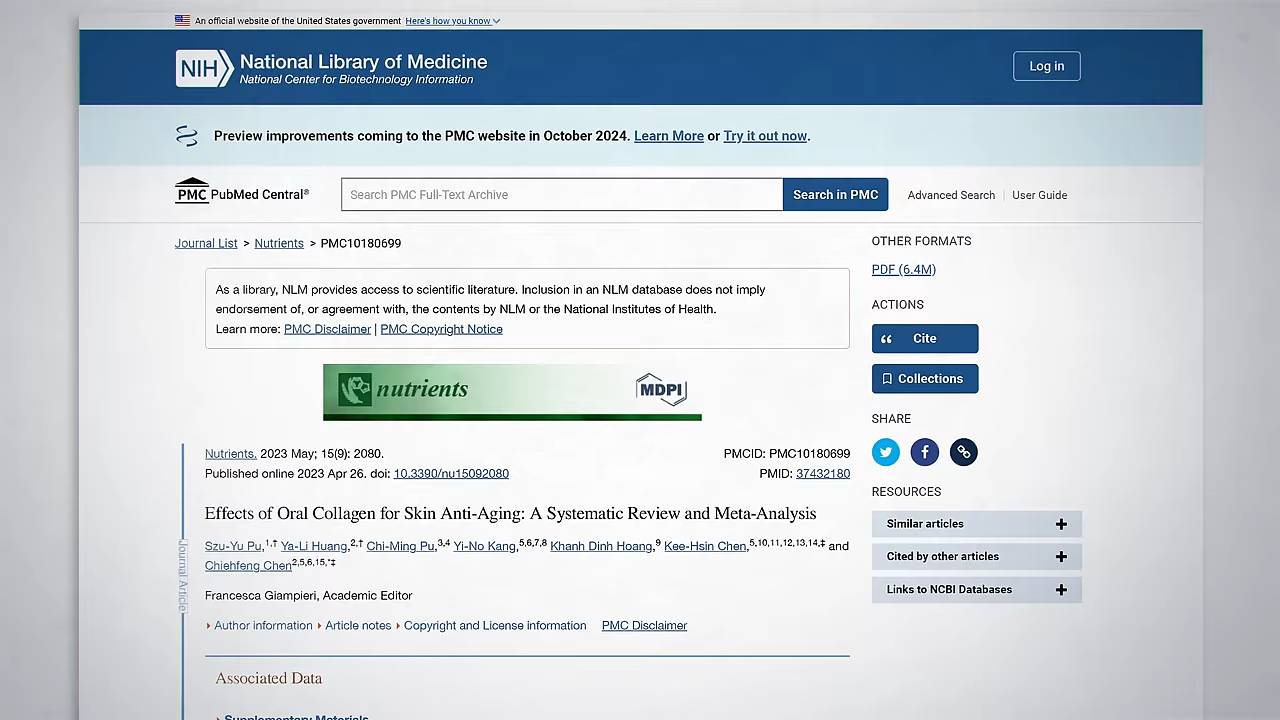 An official website of the United States government Here's how you know
NIH National Library of Medicine
National Center for Biotechnology Information
Log in
Preview improvements coming to the PMC website in October 2024. Learn More or Try it out now.
PMC PubMed Central®
Search PMC Full-Text Archive
Search in PMC
Advanced Search
User Guide
Journal List > Nutrients > PMC10180699
As a library, NLM provides access to scientific literature. Inclusion in an NLM database does not imply
endorsement of, or agreement with, the contents by NLM or the National Institutes of Health.
Learn more: PMC Disclaimer | PMC Copyright Notice
nutrients
MDPI
Nutrients. 2023 May; 15(9): 2080.
PMCID: PMC10180699
Published online 2023 Apr 26. doi: 10.3390/nu15092080
PMID: 37432180
Effects of Oral Collagen for Skin Anti-Aging: A Systematic Review and Meta-Analysis
Szu-Yu Pu,1,† Ya-Li Huang,2,† Chi-Ming Pu,3,4 Yi-No Kang,5,6,7,8 Khanh Dinh Hoang,9 Kee-Hsin Chen,5,10,11,12,13,14,‡ and
Chiehfeng Chen2,5,6,15,*‡
Francesca Giampieri, Academic Editor
Author information Article notes Copyright and License information PMC Disclaimer
Associated Data
Supplementary Materials
Journal Article
OTHER FORMATS
PDF (6.4M)
ACTIONS
Cite
Collections
SHARE
RESOURCES
Similar articles
Cited by other articles
Links to NCBI Databases